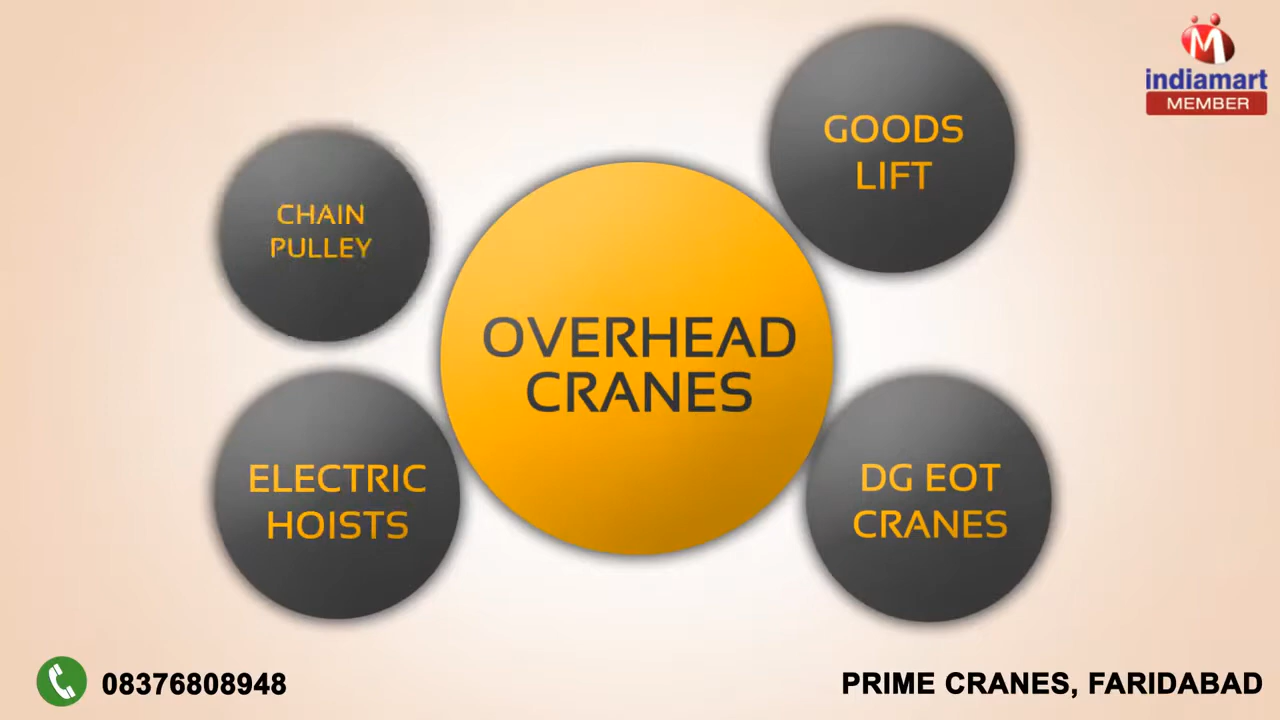 M
indiamart
MEMBER
GOODS
LIFT
CHAIN
PULLEY
OVERHEAD
CRANES
ELECTRIC
HOISTS
DG EOT
CRANES
08376808948
PRIME CRANES, FARIDABAD